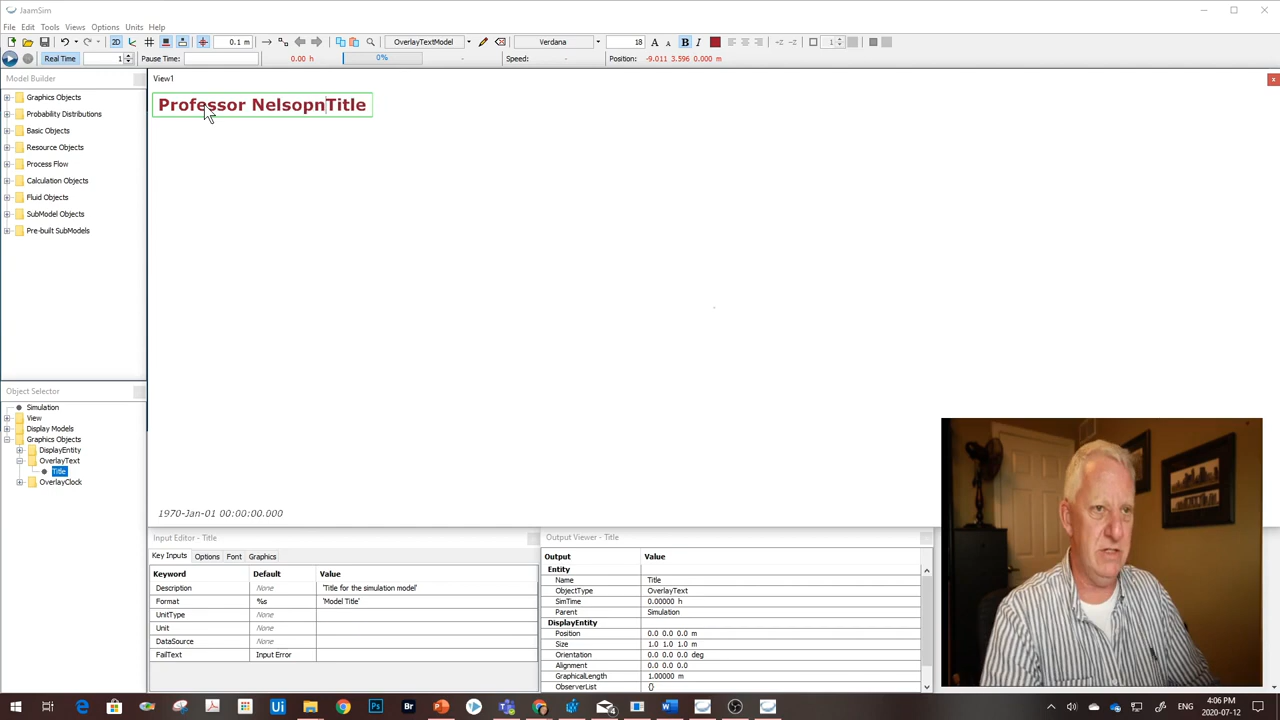 JaamSim
File Edit Tools Views Options Units Help
2D 0.1 m OverlayTextModel Verdana 18 A A B I 1
Real Time 1 Pause Time: 0.00 h 0% - Speed: - Position: -9.011 3.596 0.000 m
Model Builder
Graphics Objects
Probability Distributions
Basic Objects
Resource Objects
Process Flow
Calculation Objects
Fluid Objects
SubModel Objects
Pre-built SubModels
View1
Professor NelsopnTitle
1970-Jan-01 00:00:00.000
Object Selector
Simulation
View
Display Models
Graphics Objects
DisplayEntity
OverlayText
Title
OverlayClock
Input Editor - Title
Key Inputs Options Font Graphics
Keyword Default Value
Description None 'Title for the simulation model'
Format %s 'Model Title'
UnitType None
Unit None
DataSource None
FailText Input Error
Output Viewer - Title
Output Value
Entity
Name Title
ObjectType OverlayText
SimTime 0.00000 h
Parent Simulation
DisplayEntity
Position 0.0 0.0 0.0 m
Size 1.0 1.0 1.0 m
Orientation 0.0 0.0 0.0 deg
Alignment 0.0 0.0 0.0
GraphicalLength 1.00000 m
ObserverList {}
Ui Ps Br
ENG 4:06 PM
2020-07-12